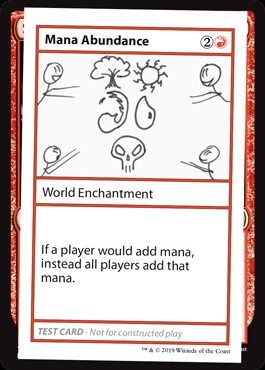 Mana Abundance 2
World Enchantment
If a player would add mana,
instead all players add that
mana.
TEST CARD - Not for constructed play
™ & © 2019 Wizards of the Coast